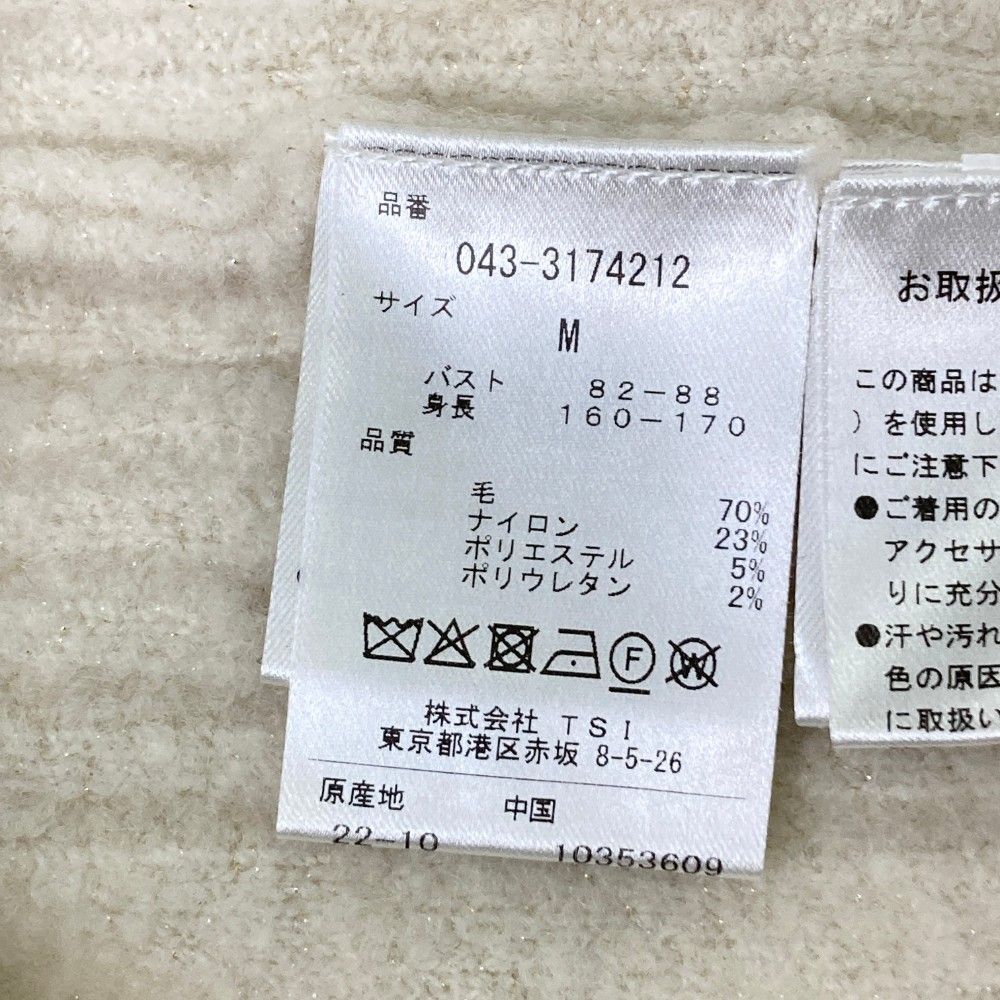 品番
043-3174212
サイズ
M
バスト 82-88
身長 160-170
品質
毛 70%
ナイロン 23%
ポリエステル 5%
ポリウレタン 2%
F
W
株式会社 TSI
東京都港区赤坂 8-5-26
原産地 中国
22-10 10353609
お取扱
この商品は
)を使用し
にご注意下
●ご着用の
アクセサ
りに充分
●汗や汚れ
色の原因
に取扱い